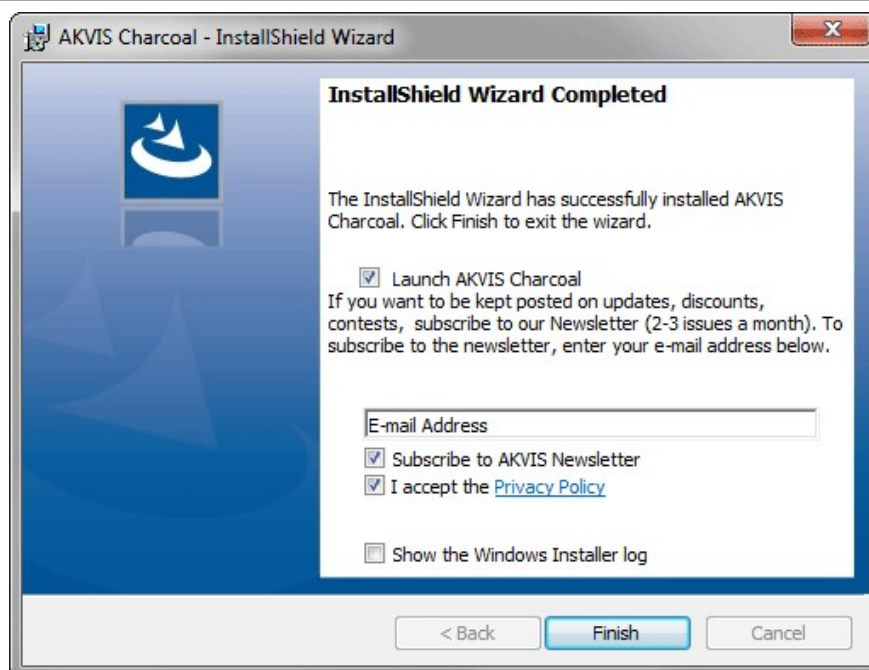 AKVIS Charcoal - InstallShield Wizard
InstallShield Wizard Completed
The InstallShield Wizard has successfully installed AKVIS
Charcoal. Click Finish to exit the wizard.
Launch AKVIS Charcoal
If you want to be kept posted on updates, discounts,
contests,  subscribe to our Newsletter (2-3 issues a month). To
subscribe to the newsletter, enter your e-mail address below.
E-mail Address
Subscribe to AKVIS Newsletter
I accept the Privacy Policy
Show the Windows Installer log
< Back Finish Cancel